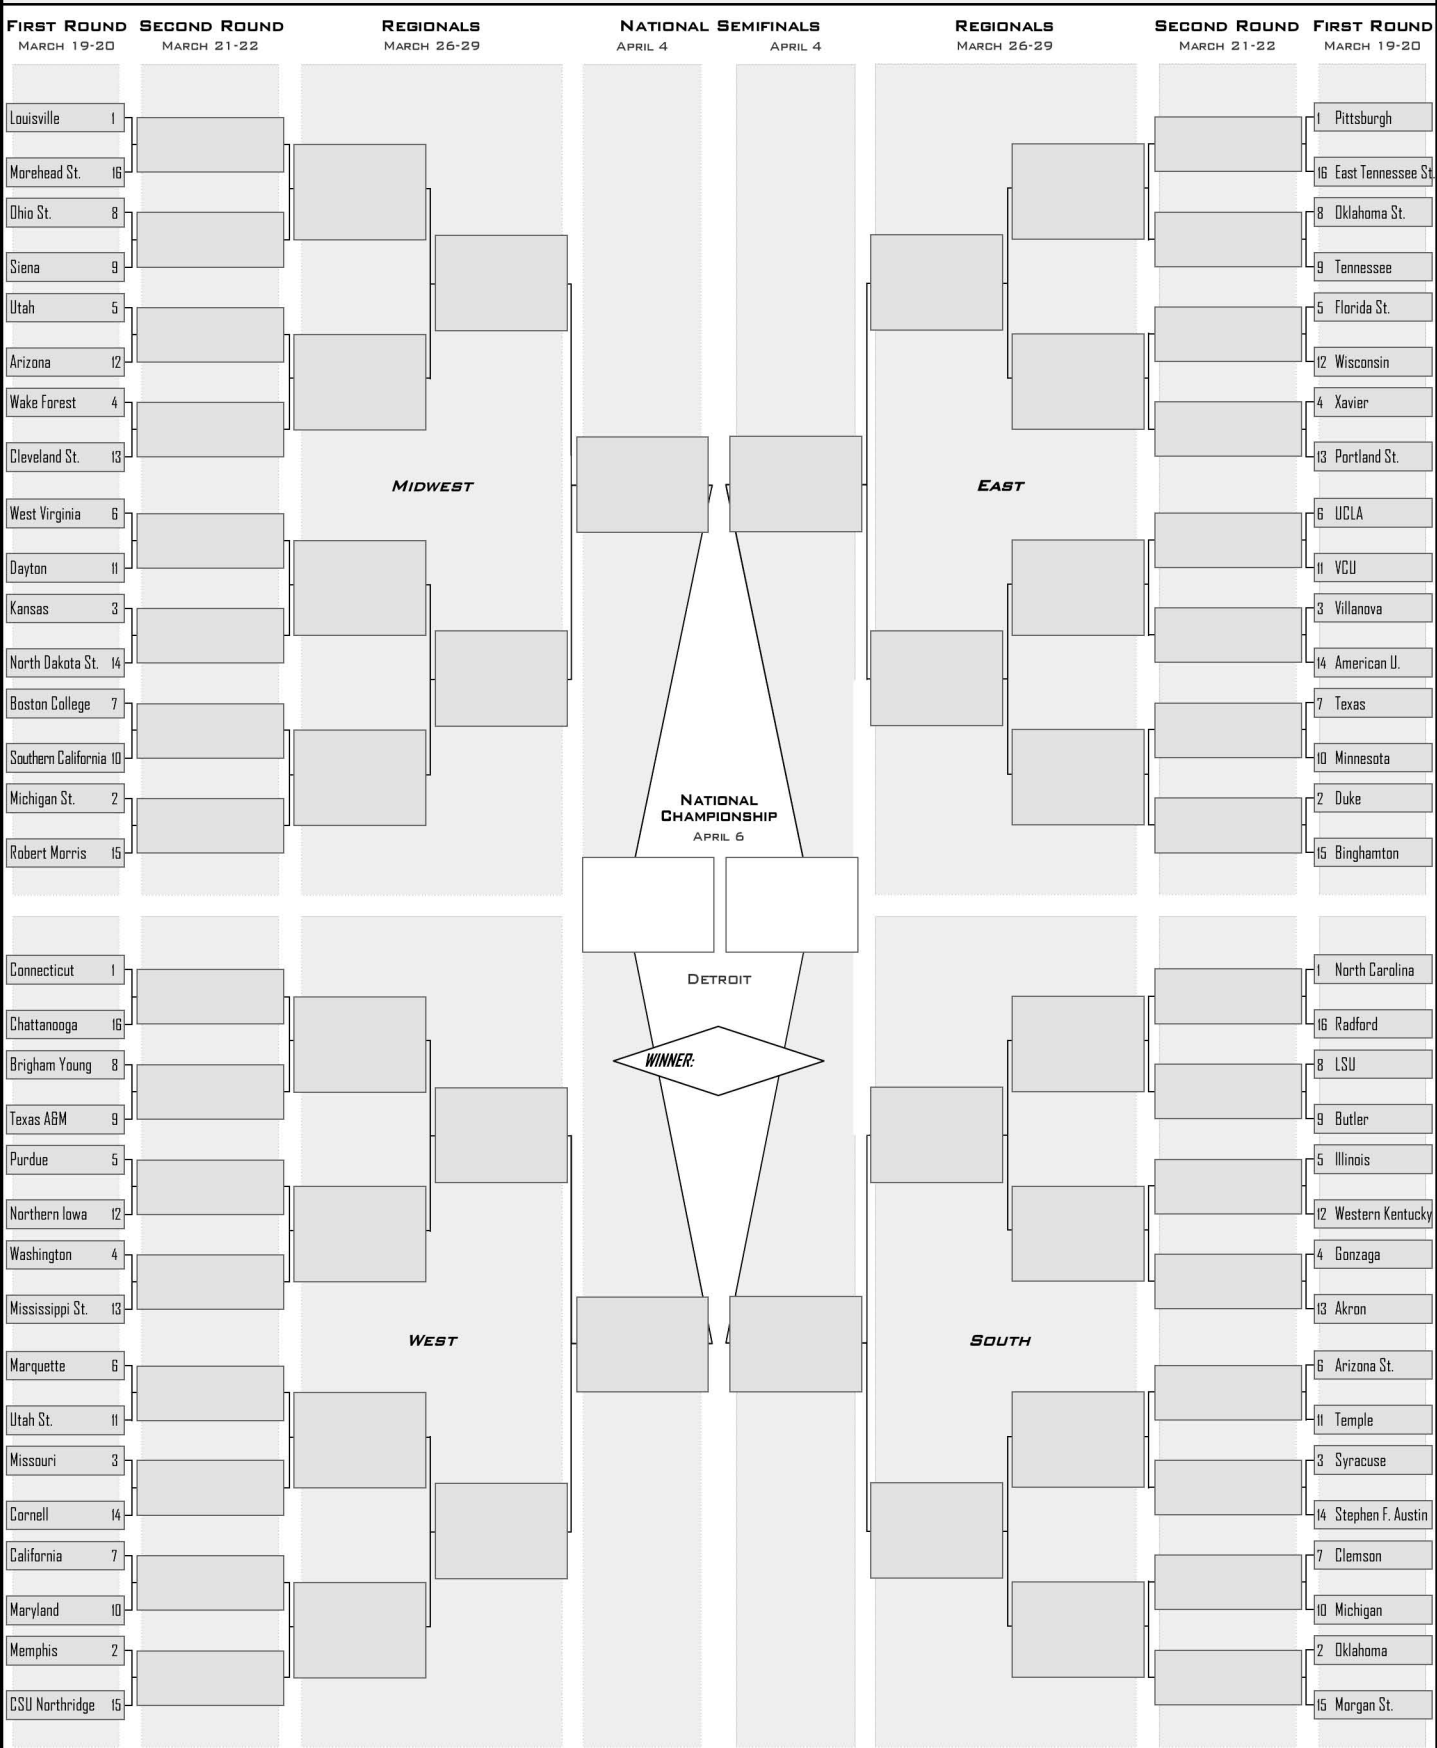 FIRST ROUND SECOND ROUND REGIONALS NATIONAL SEMIFINALS REGIONALS SECOND ROUND FIRST ROUND
MARCH 19-20 MARCH 21-22 MARCH 26-29 APRIL 4 APRIL 4 MARCH 26-29 MARCH 21-22 MARCH 19-20
Louisville 1
Morehead St. 16
Ohio St. 8
Siena 9
Utah 5
Arizona 12
Wake Forest 4
Cleveland St. 13
MIDWEST
West Virginia 6
Dayton 11
Kansas 3
North Dakota St. 14
Boston College 7
Southern California 10
Michigan St. 2
Robert Morris 15
Connecticut 1
Chattanooga 16
Brigham Young 8
Texas A&M 9
Purdue 5
Northern Iowa 12
Washington 4
Mississippi St. 13
WEST
Marquette 6
Utah St. 11
Missouri 3
Cornell 14
California 7
Maryland 10
Memphis 2
CSU Northridge 15
NATIONAL
CHAMPIONSHIP
APRIL 6
DETROIT
WINNER:
1 Pittsburgh
16 East Tennessee St.
8 Oklahoma St.
9 Tennessee
5 Florida St.
12 Wisconsin
4 Xavier
13 Portland St.
EAST
6 UCLA
11 VCU
3 Villanova
14 American U.
7 Texas
10 Minnesota
2 Duke
15 Binghamton
1 North Carolina
16 Radford
8 LSU
9 Butler
5 Illinois
12 Western Kentucky
4 Gonzaga
13 Akron
SOUTH
6 Arizona St.
11 Temple
3 Syracuse
14 Stephen F. Austin
7 Clemson
10 Michigan
2 Oklahoma
15 Morgan St.